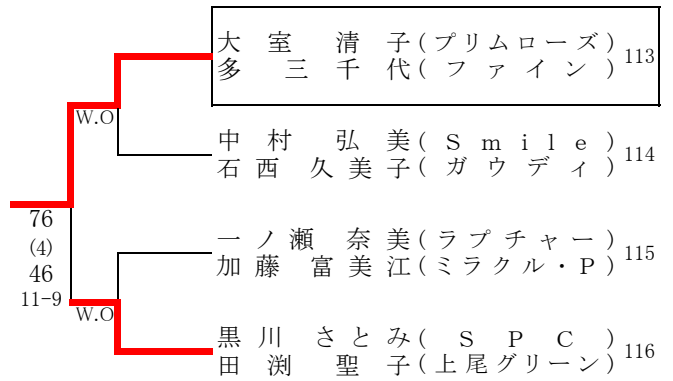 大室 清子(プリムローズ) 113
多 三千代(ファイン)
W.O
中村 弘美(Smile) 114
石西 久美子(ガウディ)
76
(4)
46
11-9
一ノ瀬 奈美(ラプチャー) 115
加藤 富美江(ミラクル・P)
W.O
黒川 さとみ(SPC) 116
田渕 聖子(上尾グリーン)